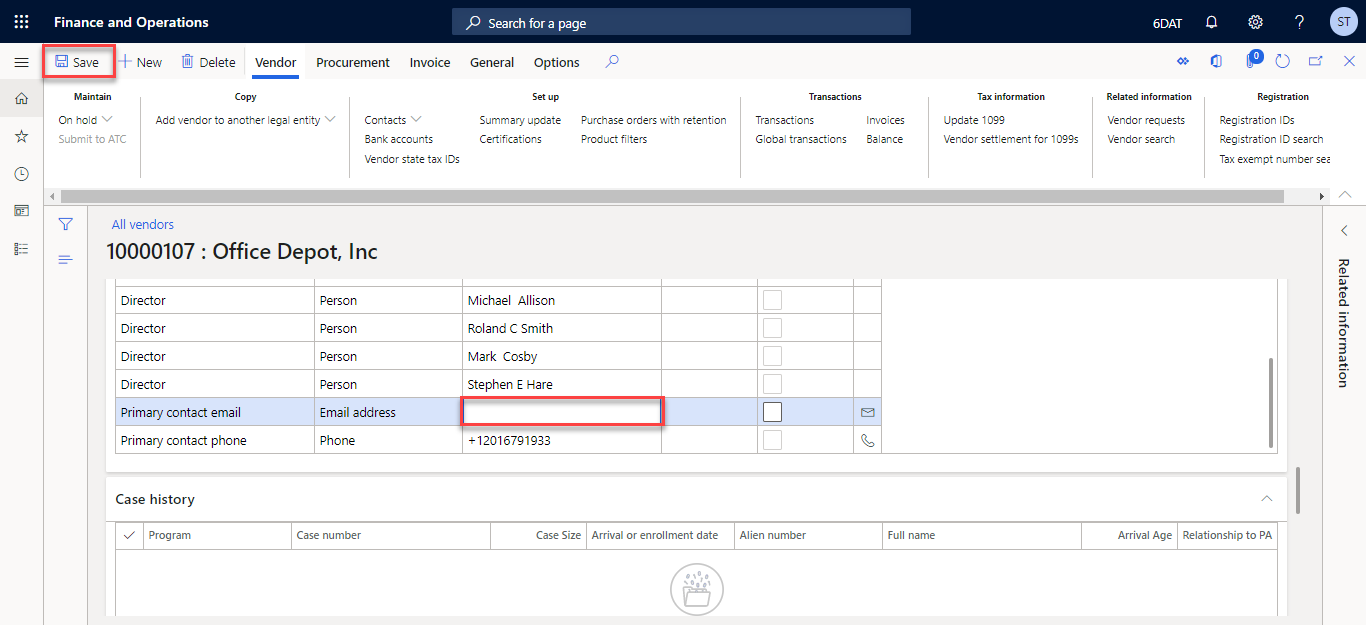 Finance and Operations
Search for a page
6DAT
?
ST
Save
New
Delete
Vendor
Procurement
Invoice
General
Options
0
Maintain
On hold
Submit to ATC
Copy
Add vendor to another legal entity
Set up
Contacts
Bank accounts
Vendor state tax IDs
Summary update
Certifications
Purchase orders with retention
Product filters
Transactions
Transactions
Global transactions
Invoices
Balance
Tax information
Update 1099
Vendor settlement for 1099s
Related information
Vendor requests
Vendor search
Registration
Registration IDs
Registration ID search
Tax exempt number sea
All vendors
10000107 : Office Depot, Inc
Related information
Director Person Michael Allison
Director Person Roland C Smith
Director Person Mark Cosby
Director Person Stephen E Hare
Primary contact email Email address
Primary contact phone Phone +12016791933
Case history
Program Case number Case Size Arrival or enrollment date Alien number Full name Arrival Age Relationship to PA